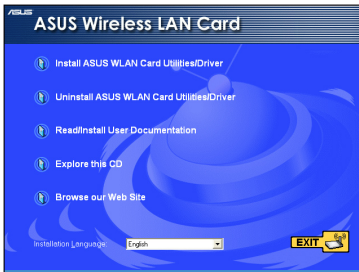 ASUS
ASUS Wireless LAN Card
Install ASUS WLAN Card Utilities/Driver
Uninstall ASUS WLAN Card Utilities/Driver
Read/Install User Documentation
Explore this CD
Browse our Web Site
Installation Language: English
EXIT